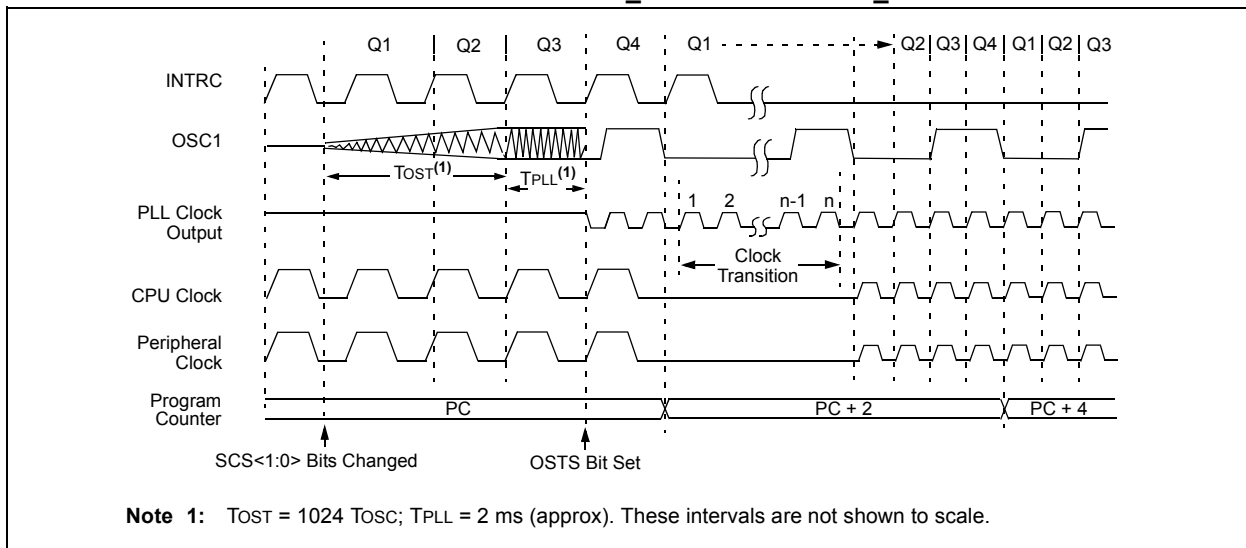 Q1 Q2 Q3 Q4 Q1 Q2 Q3 Q4 Q1 Q2 Q3
INTRC
OSC1
TOST(1)
TPLL(1)
1 2 n-1 n
PLL Clock
Output
Clock
Transition
CPU Clock
Peripheral
Clock
Program
Counter
PC PC + 2 PC + 4
SCS<1:0> Bits Changed
OSTS Bit Set
Note 1: TOST = 1024 TOSC; TPLL = 2 ms (approx). These intervals are not shown to scale.